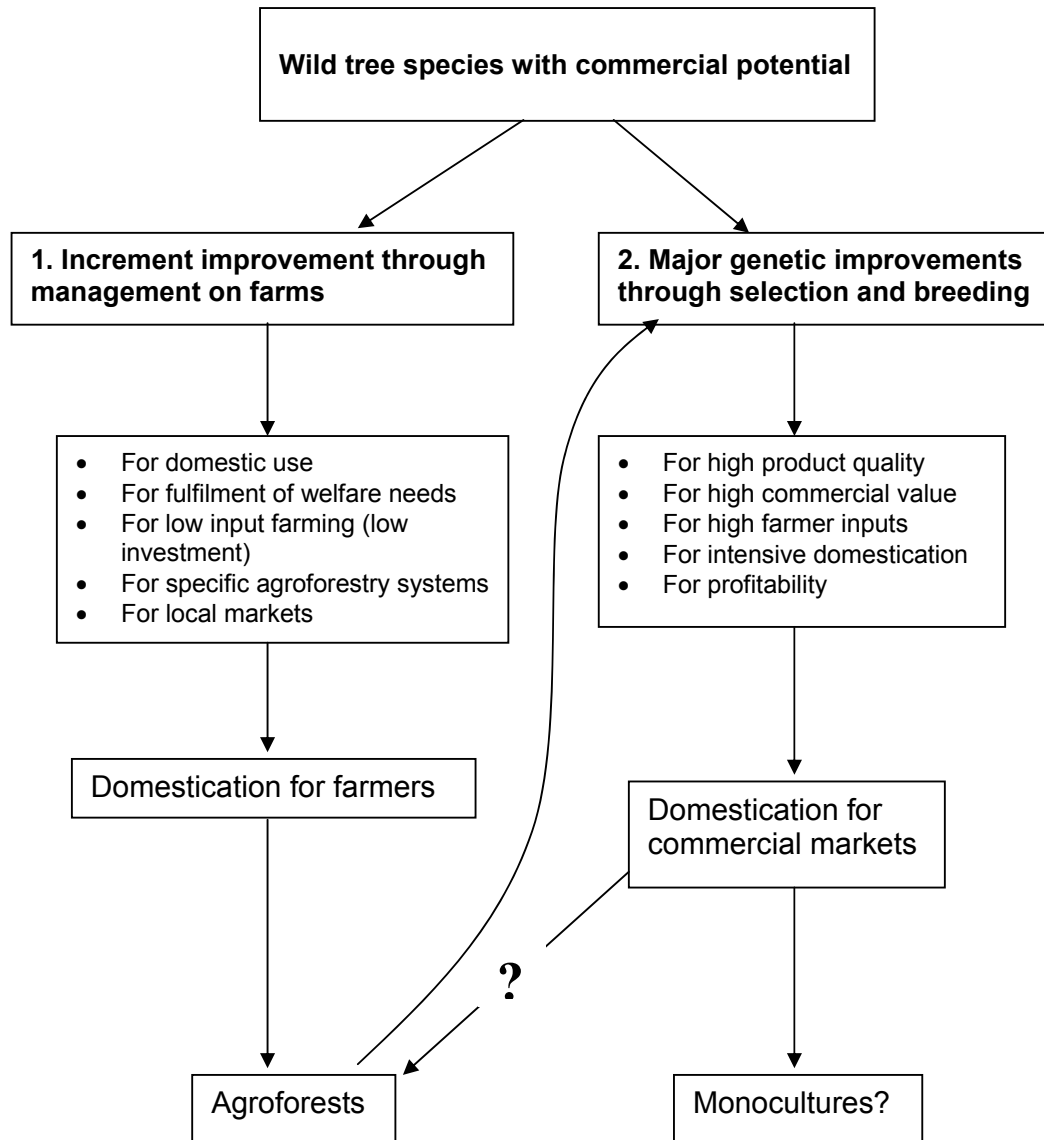 Wild tree species with commercial potential
1. Increment improvement through
management on farms
2. Major genetic improvements
through selection and breeding
• For domestic use
• For fulfilment of welfare needs
• For low input farming (low
investment)
• For specific agroforestry systems
• For local markets
• For high product quality
• For high commercial value
• For high farmer inputs
• For intensive domestication
• For profitability
Domestication for farmers
Domestication for
commercial markets
?
Agroforests
Monocultures?